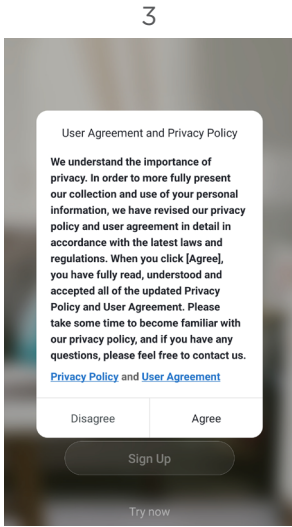 3
User Agreement and Privacy Policy
We understand the importance of
privacy. In order to more fully present
our collection and use of your personal
information, we have revised our privacy
policy and user agreement in detail in
accordance with the latest laws and
regulations. When you click [Agree],
you have fully read, understood and
accepted all of the updated Privacy
Policy and User Agreement. Please
take some time to become familiar with
our privacy policy, and if you have any
questions, please feel free to contact us.
Privacy Policy and User Agreement
Disagree Agree
Sign Up
Try now